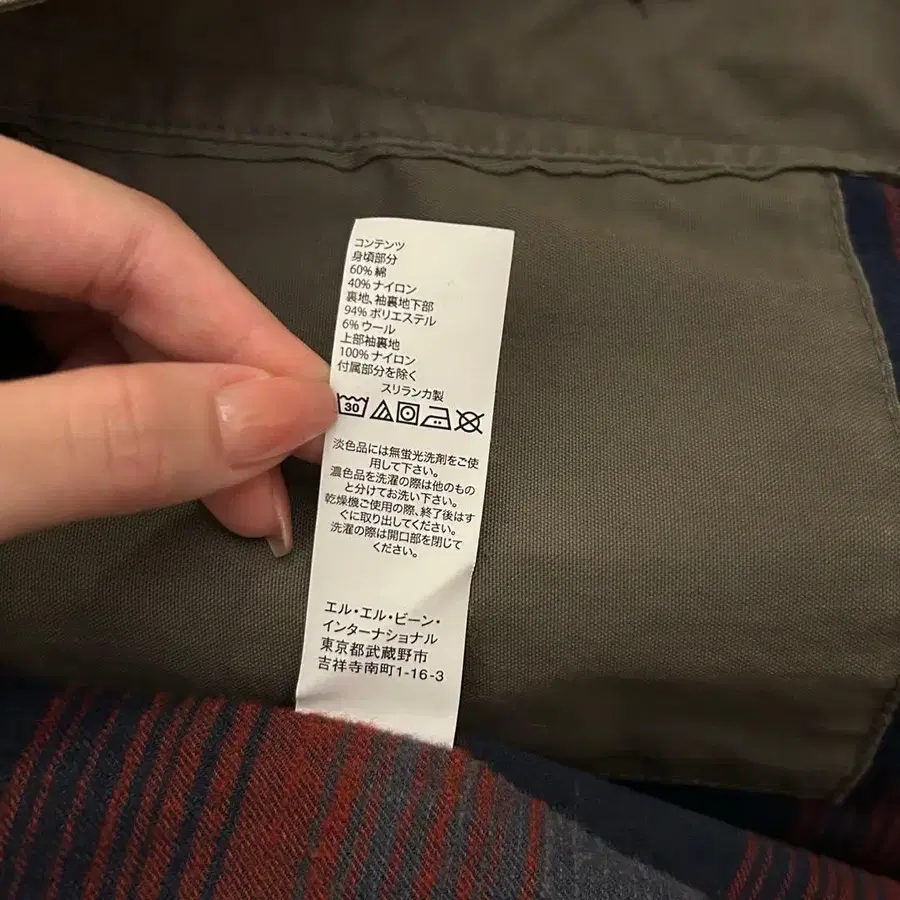 コンテンツ
身頃部分
60% 綿
40% ナイロン
裏地、袖裏地下部
94% ポリエステル
6% ウール
上部袖裏地
100% ナイロン
付属部分を除く
スリランカ製
30
淡色品には無蛍光洗剤をご使
用して下さい。
濃色品を洗濯の際は他のもの
と分けてお洗い下さい。
乾燥機ご使用の際、終了後はす
ぐに取り出してください。
洗濯の際は開口部を閉じて
ください。
エル・エル・ビーン・
インターナショナル
東京都武蔵野市
吉祥寺南町1-16-3